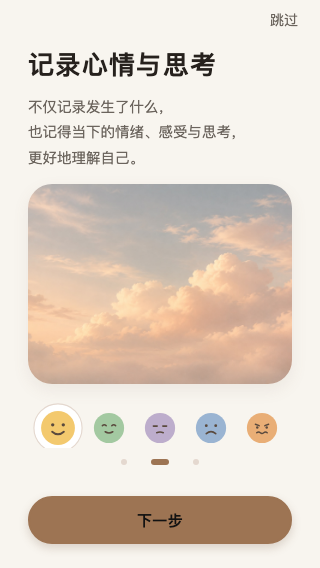 跳过
记录心情与思考
不仅记录发生了什么，
也记得当下的情绪、感受与思考，
更好地理解自己。
下一步